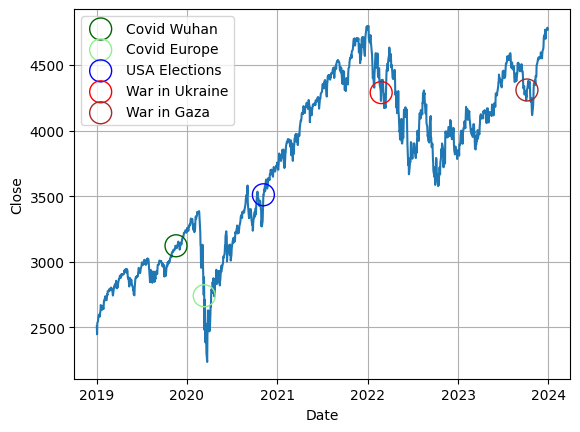 Covid Wuhan
Covid Europe
USA Elections
War in Ukraine
War in Gaza
4500
4000
3500
3000
2500
Close
2019 2020 2021 2022 2023 2024
Date